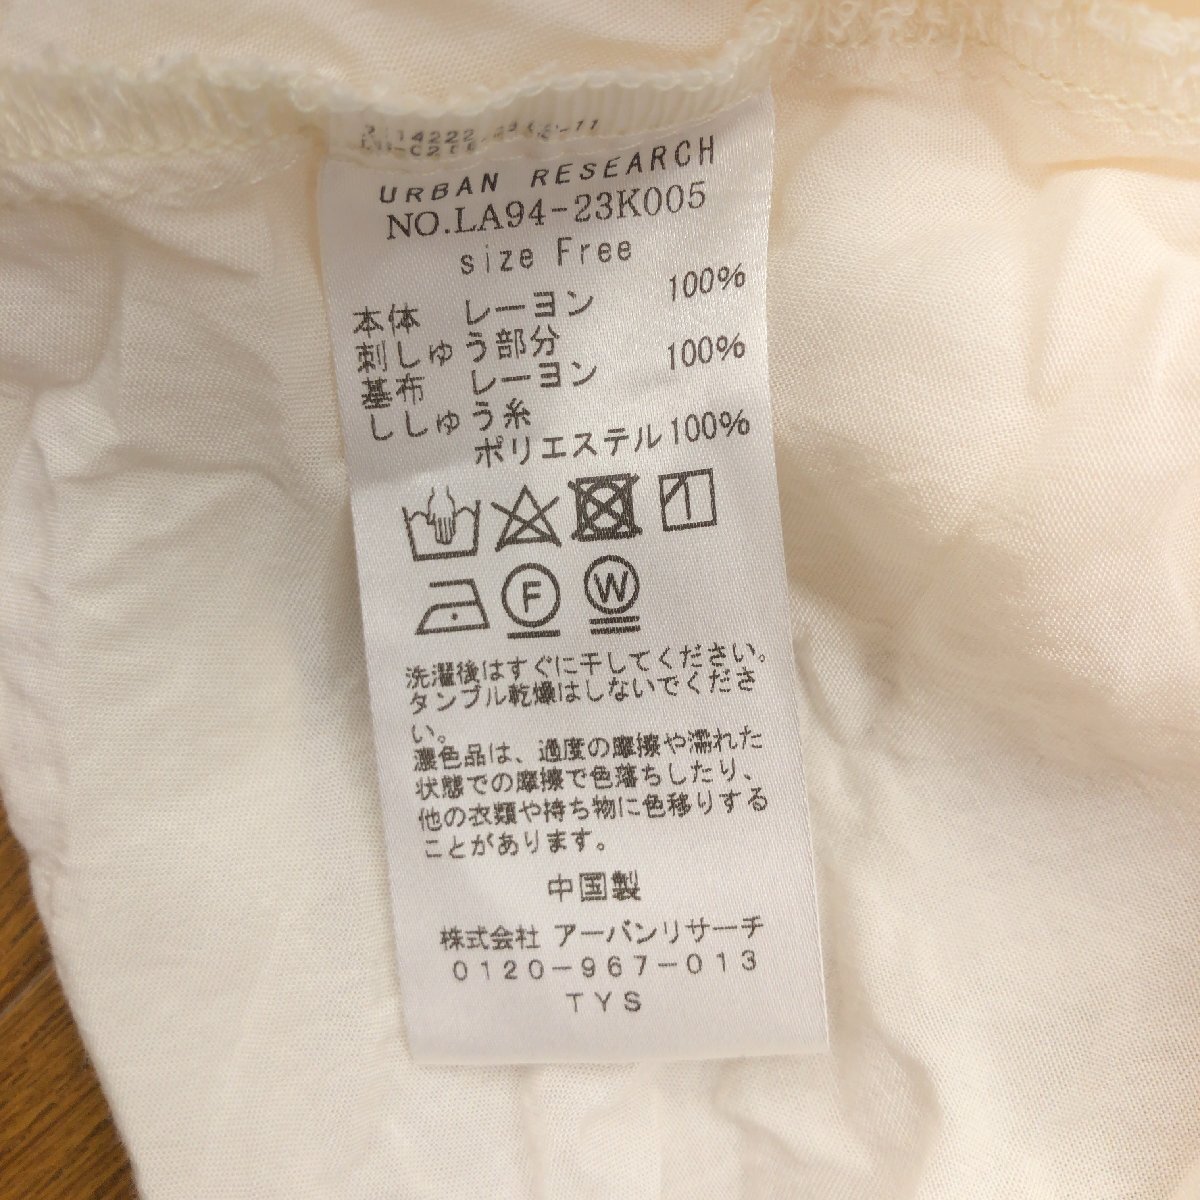 URBAN RESEARCH
NO.LA94-23K005
size Free
本体 レーヨン 100%
刺しゅう部分
基布 レーヨン 100%
ししゅう糸
ポリエステル100%
F W
洗濯後はすぐに干してください。
タンブル乾燥はしないでくださ
い。
濃色品は、過度の摩擦や濡れた
状態での摩擦で色落ちしたり、
他の衣類や持ち物に色移りする
ことがあります。
中国製
株式会社 アーバンリサーチ
0120-967-013
TYS